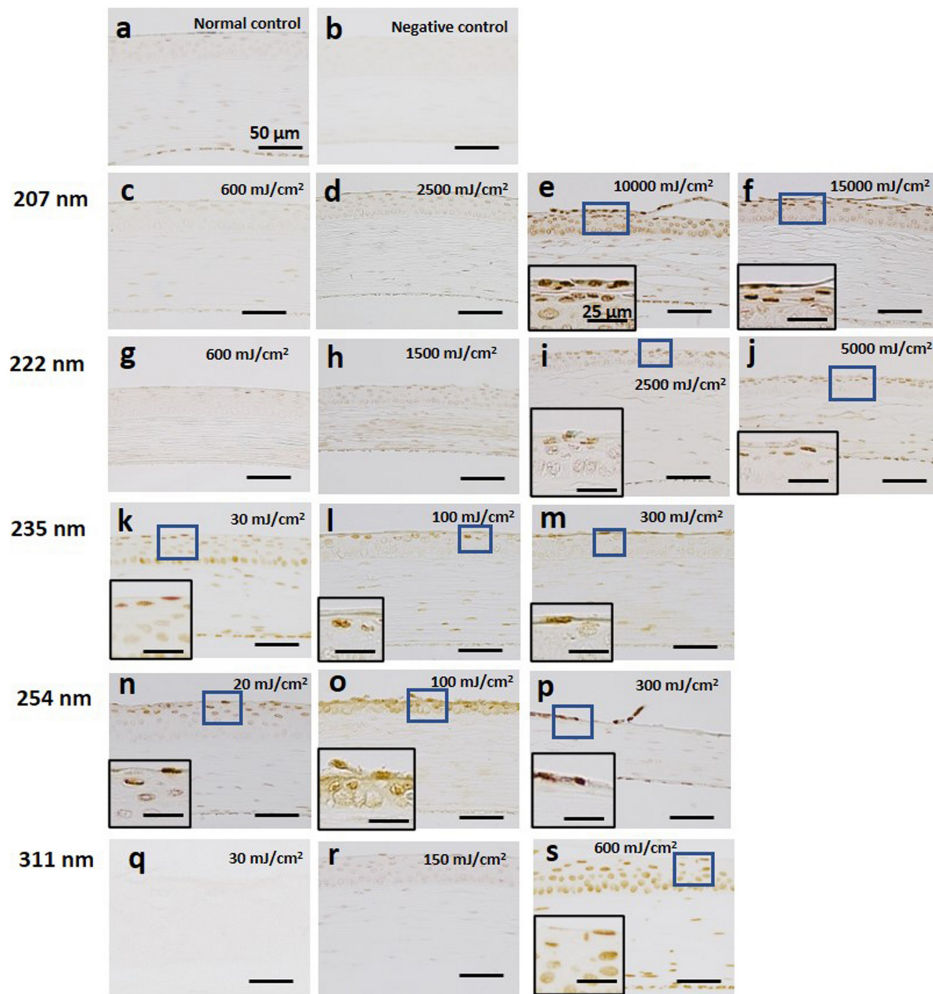 a Normal control
b Negative control
50 µm
207 nm
c 600 mJ/cm²
d 2500 mJ/cm²
e 10000 mJ/cm²
f 15000 mJ/cm²
25 µm
222 nm
g 600 mJ/cm²
h 1500 mJ/cm²
i 2500 mJ/cm²
j 5000 mJ/cm²
235 nm
k 30 mJ/cm²
l 100 mJ/cm²
m 300 mJ/cm²
254 nm
n 20 mJ/cm²
o 100 mJ/cm²
p 300 mJ/cm²
311 nm
q 30 mJ/cm²
r 150 mJ/cm²
s 600 mJ/cm²